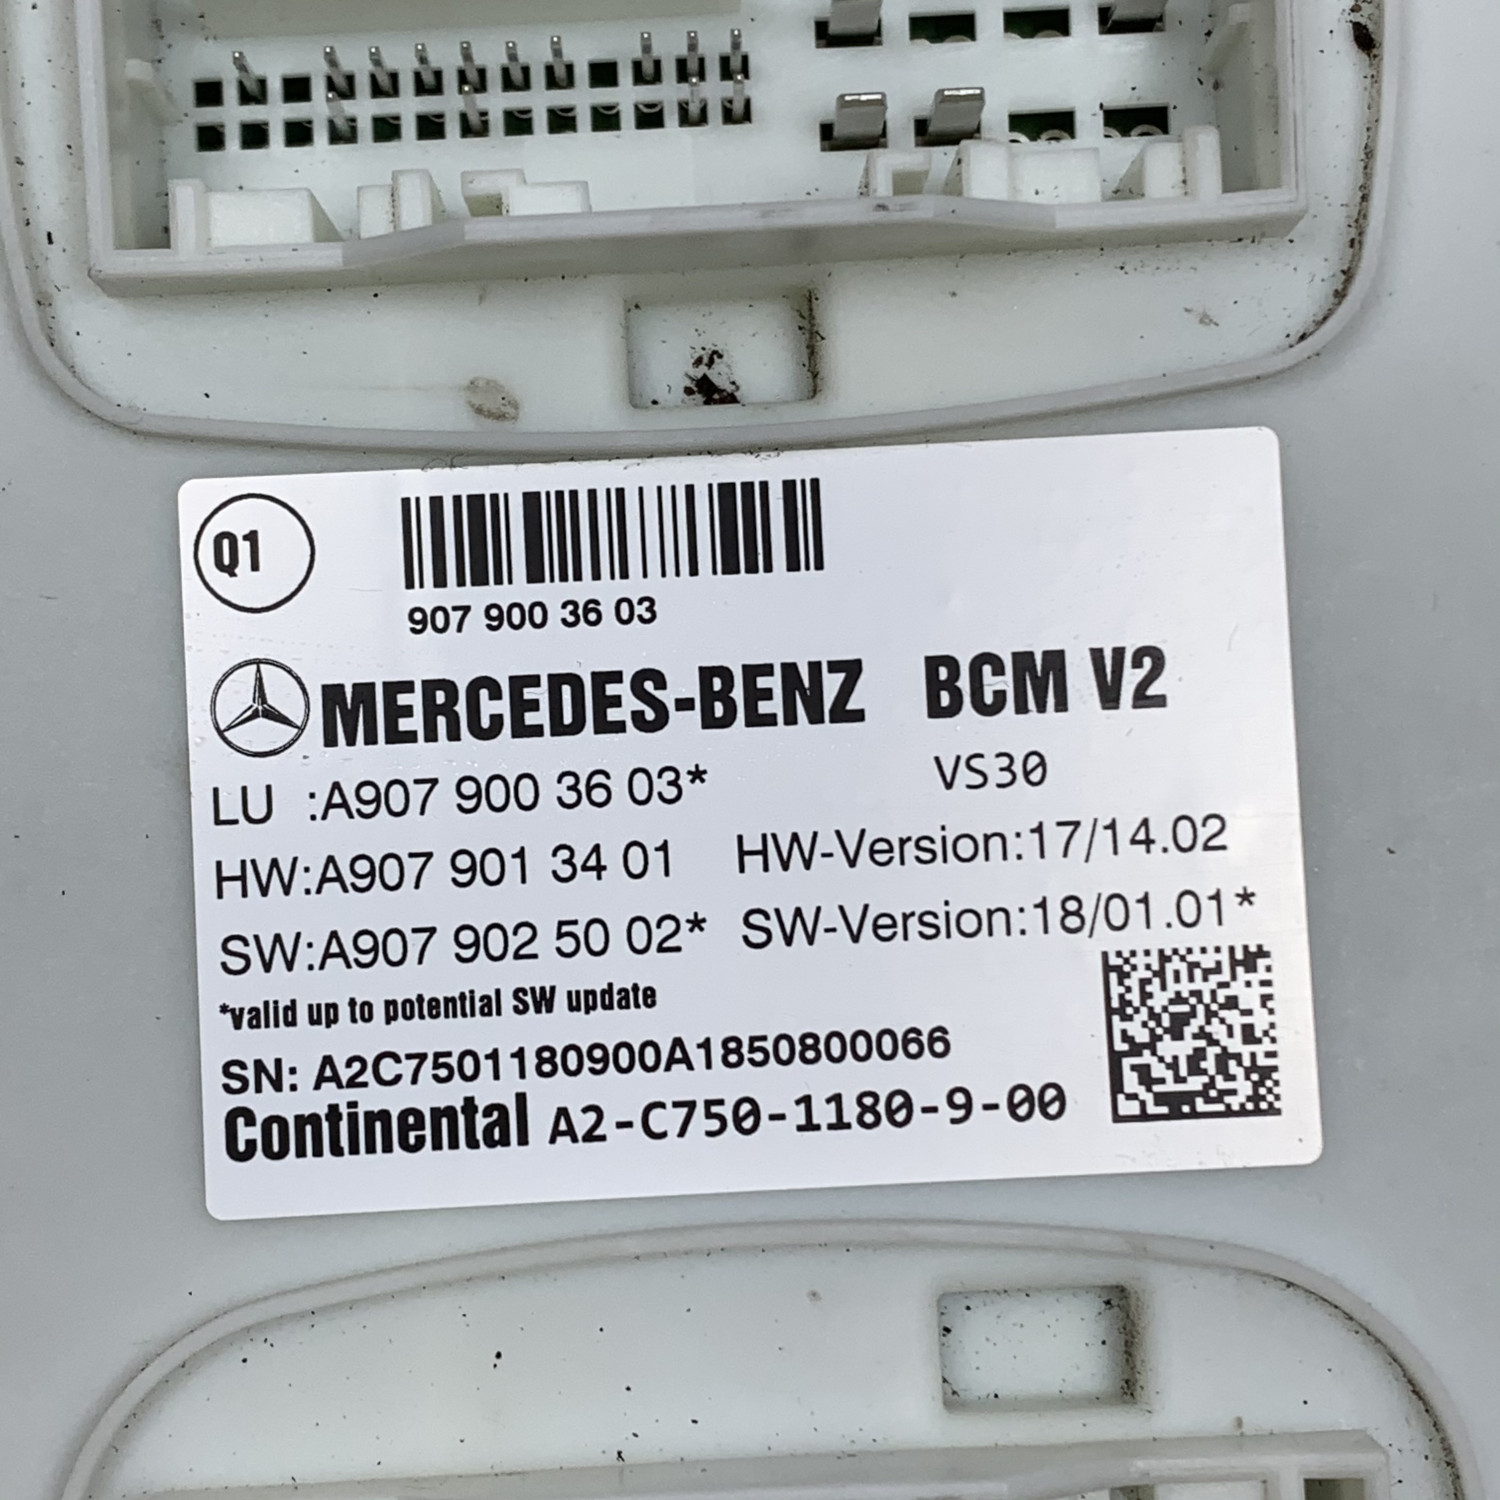 Q1
907 900 36 03
MERCEDES-BENZ BCM V2
LU :A907 900 36 03* VS30
HW:A907 901 34 01 HW-Version:17/14.02
SW:A907 902 50 02* SW-Version:18/01.01*
*valid up to potential SW update
SN: A2C7501180900A1850800066
Continental A2-C750-1180-9-00